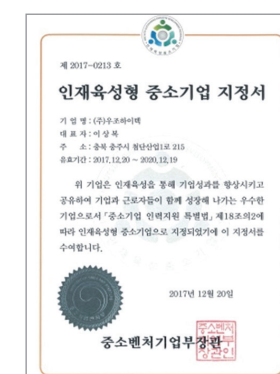 제 2017-0213 호
인재육성형 중소기업 지정서
기 업 명 : (주)우조하이텍
대 표 자 : 이 상 목
주 소 : 충북 충주시 첨단산업1로 215
유효기간 : 2017.12.20 ~ 2020.12.19
위 기업은 인재육성을 통해 기업성과를 향상시키고
공유하여 기업과 근로자들이 함께 성장해 나가는 우수한
기업으로서 「중소기업 인력지원 특별법」 제18조의2에
따라 인재육성형 중소기업으로 지정되었기에 이 지정서를
수여합니다.
2017년 12월 20일
중소벤처기업부장관